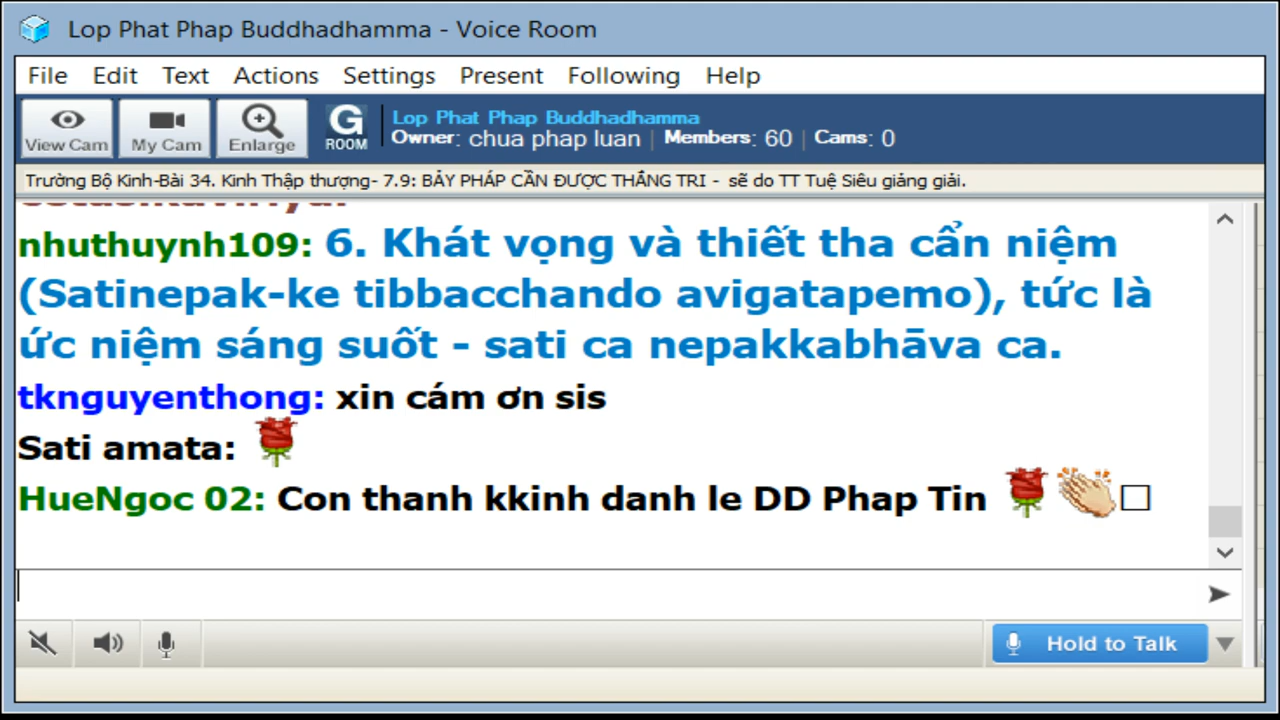 Lop Phat Phap Buddhadhamma - Voice Room
File Edit Text Actions Settings Present Following Help
View Cam My Cam Enlarge G ROOM
Lop Phat Phap Buddhadhamma
Owner: chua phap luan | Members: 60 | Cams: 0
Trường Bộ Kinh-Bài 34. Kinh Thập thượng- 7.9: BẢY PHÁP CẦN ĐƯỢC THẮNG TRI - sẽ do TT Tuệ Siêu giảng giải.
nhuthuynh109: 6. Khát vọng và thiết tha cẩn niệm
(Satinepak-ke tibbacchando avigatapemo), tức là
ức niệm sáng suốt - sati ca nepakkabhāva ca.
tknguyenthong: xin cám ơn sis
Sati amata:
HueNgoc 02: Con thanh kkinh danh le DD Phap Tin
Hold to Talk